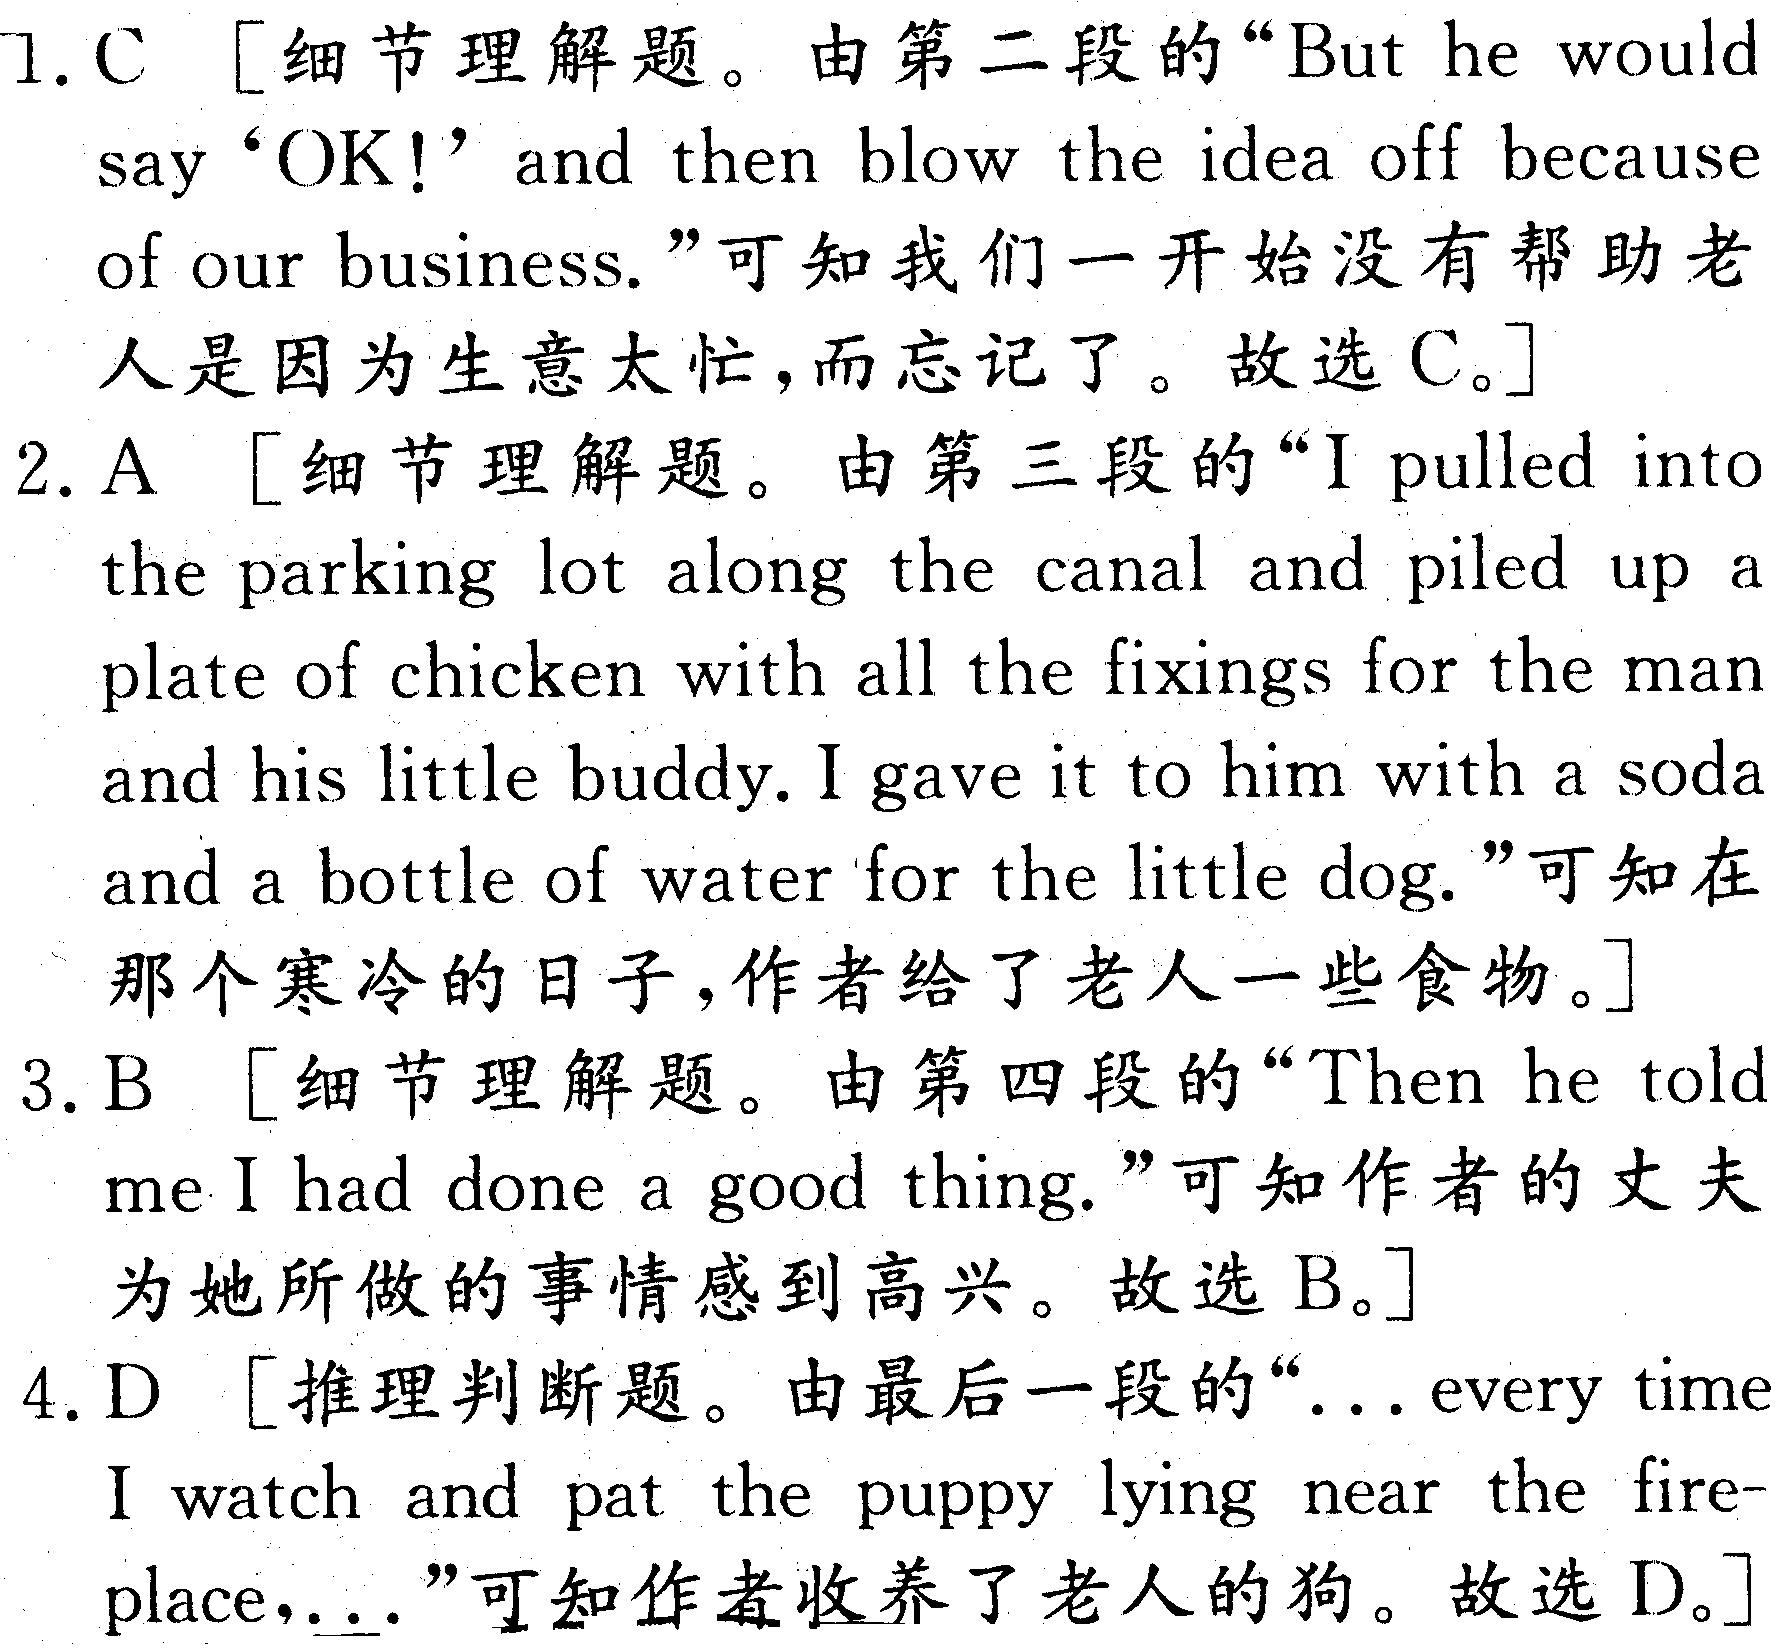 1. C [细节理解题。由第二段的“But he would
say ‘OK!’ and then blow the idea off because
of our business.”可知我们一开始没有帮助老
人是因为生意太忙,而忘记了。故选 C。]
2. A [细节理解题。由第三段的“I pulled into
the parking lot along the canal and piled up a
plate of chicken with all the fixings for the man
and his little buddy. I gave it to him with a soda
and a bottle of water for the little dog.”可知在
那个寒冷的日子,作者给了老人一些食物。]
3. B [细节理解题。由第四段的“Then he told
me I had done a good thing.”可知作者的丈夫
为她所做的事情感到高兴。故选 B。]
4. D [推理判断题。由最后一段的“... every time
I watch and pat the puppy lying near the fire-
place,...”可知作者收养了老人的狗。故选 D。]